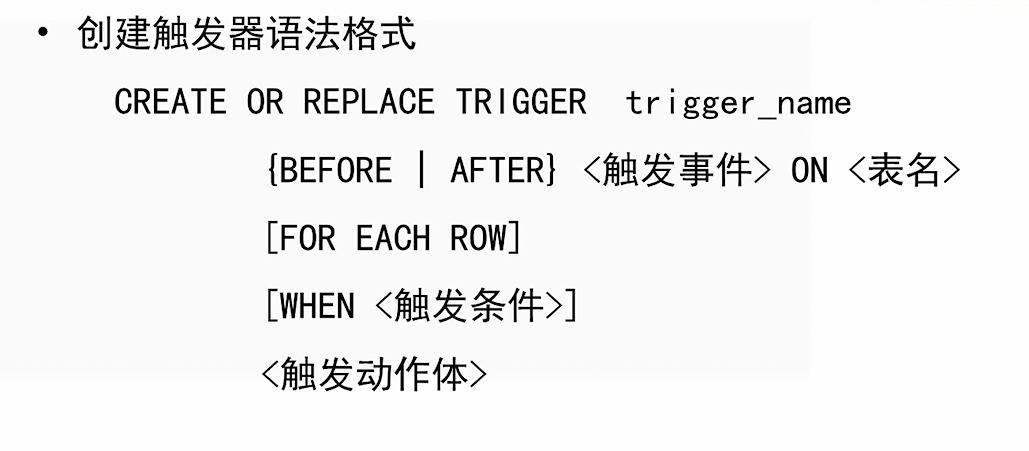 • 创建触发器语法格式
CREATE OR REPLACE TRIGGER trigger_name
{BEFORE | AFTER} <触发事件> ON <表名>
[FOR EACH ROW]
[WHEN <触发条件>]
<触发动作体>